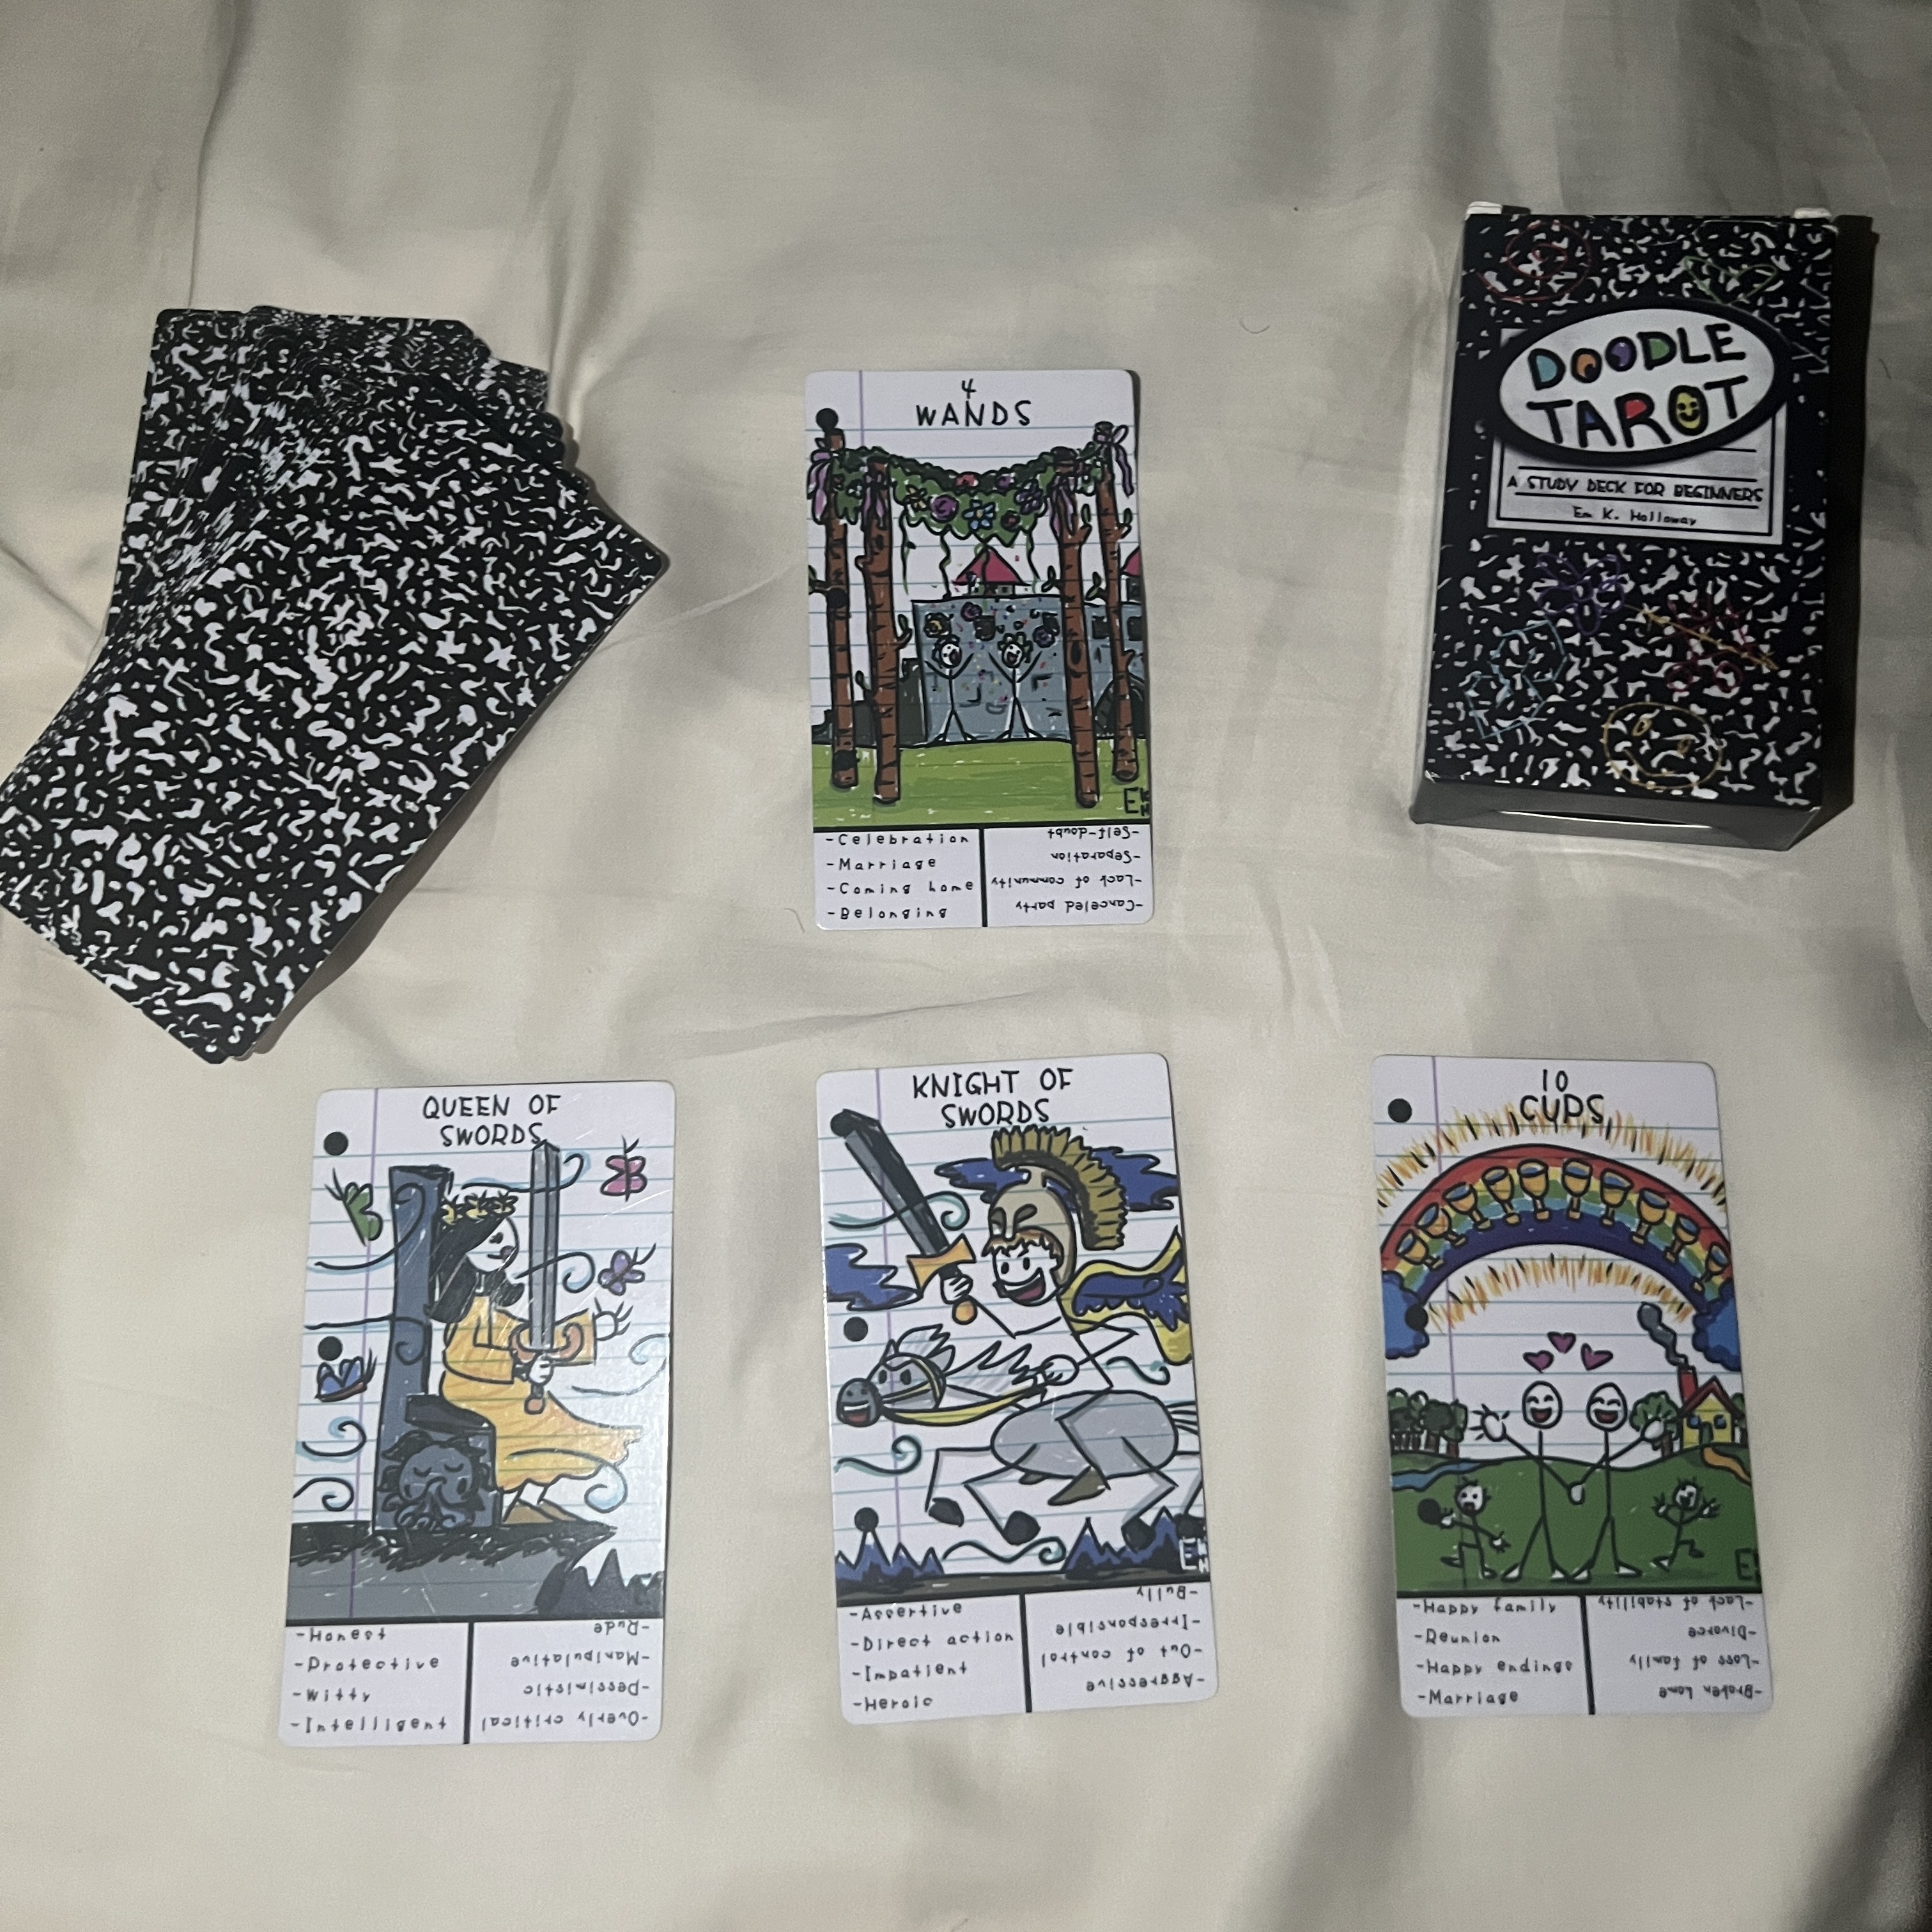 DOODLE
TAROT
A STUDY DECK FOR BEGINNERS
Em K. Holloway
4
WANDS
-Celebration
-Marriage
-Coming home
-Belonging
-Canceled party
-Lack of community
-Separation
-Self-doubt
QUEEN OF
SWORDS
-Honest
-Protective
-Witty
-Intelligent
-Overly critical
-Pessimistic
-Manipulative
-Rude
KNIGHT OF
SWORDS
-Assertive
-Direct action
-Impatient
-Heroic
-Aggressive
-Out of control
-Irresponsible
-Bully
10
CUPS
-Happy family
-Reunion
-Happy endings
-Marriage
-Broken home
-Loss of family
-Divorce
-Lack of stability